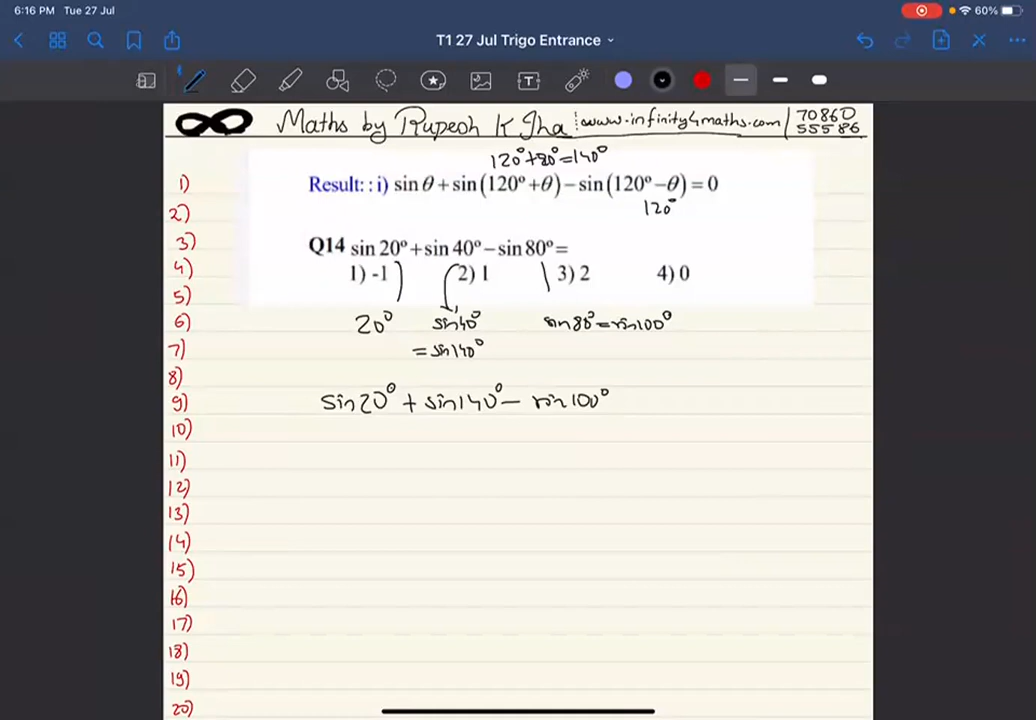 6:16 PM Tue 27 Jul
60%
T1 27 Jul Trigo Entrance
∞ Maths by Rupesh K Jha :www.infinity4maths.com / 70860 55586
120°+20°=140°
1) Result: : i) sin θ + sin (120° + θ) − sin (120° − θ) = 0
2) 120°
3) Q14 sin 20° + sin 40° − sin 80° =
4) 1) -1 2) 1 3) 2 4) 0
5)
6) 20° sin40° sin80°=sin100°
7) = sin140°
8)
9) sin20° + sin140° − sin100°
10)
11)
12)
13)
14)
15)
16)
17)
18)
19)
20)